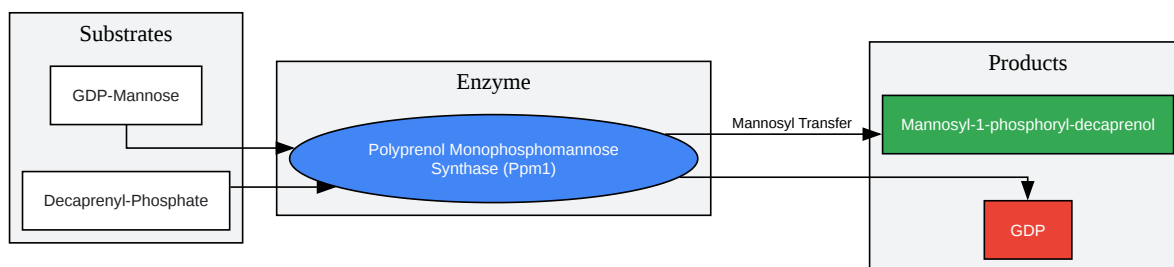 Substrates
GDP-Mannose
Decaprenyl-Phosphate
Enzyme
Polyprenol Monophosphomannose
Synthase (Ppm1)
Mannosyl Transfer
Products
Mannosyl-1-phosphoryl-decaprenol
GDP